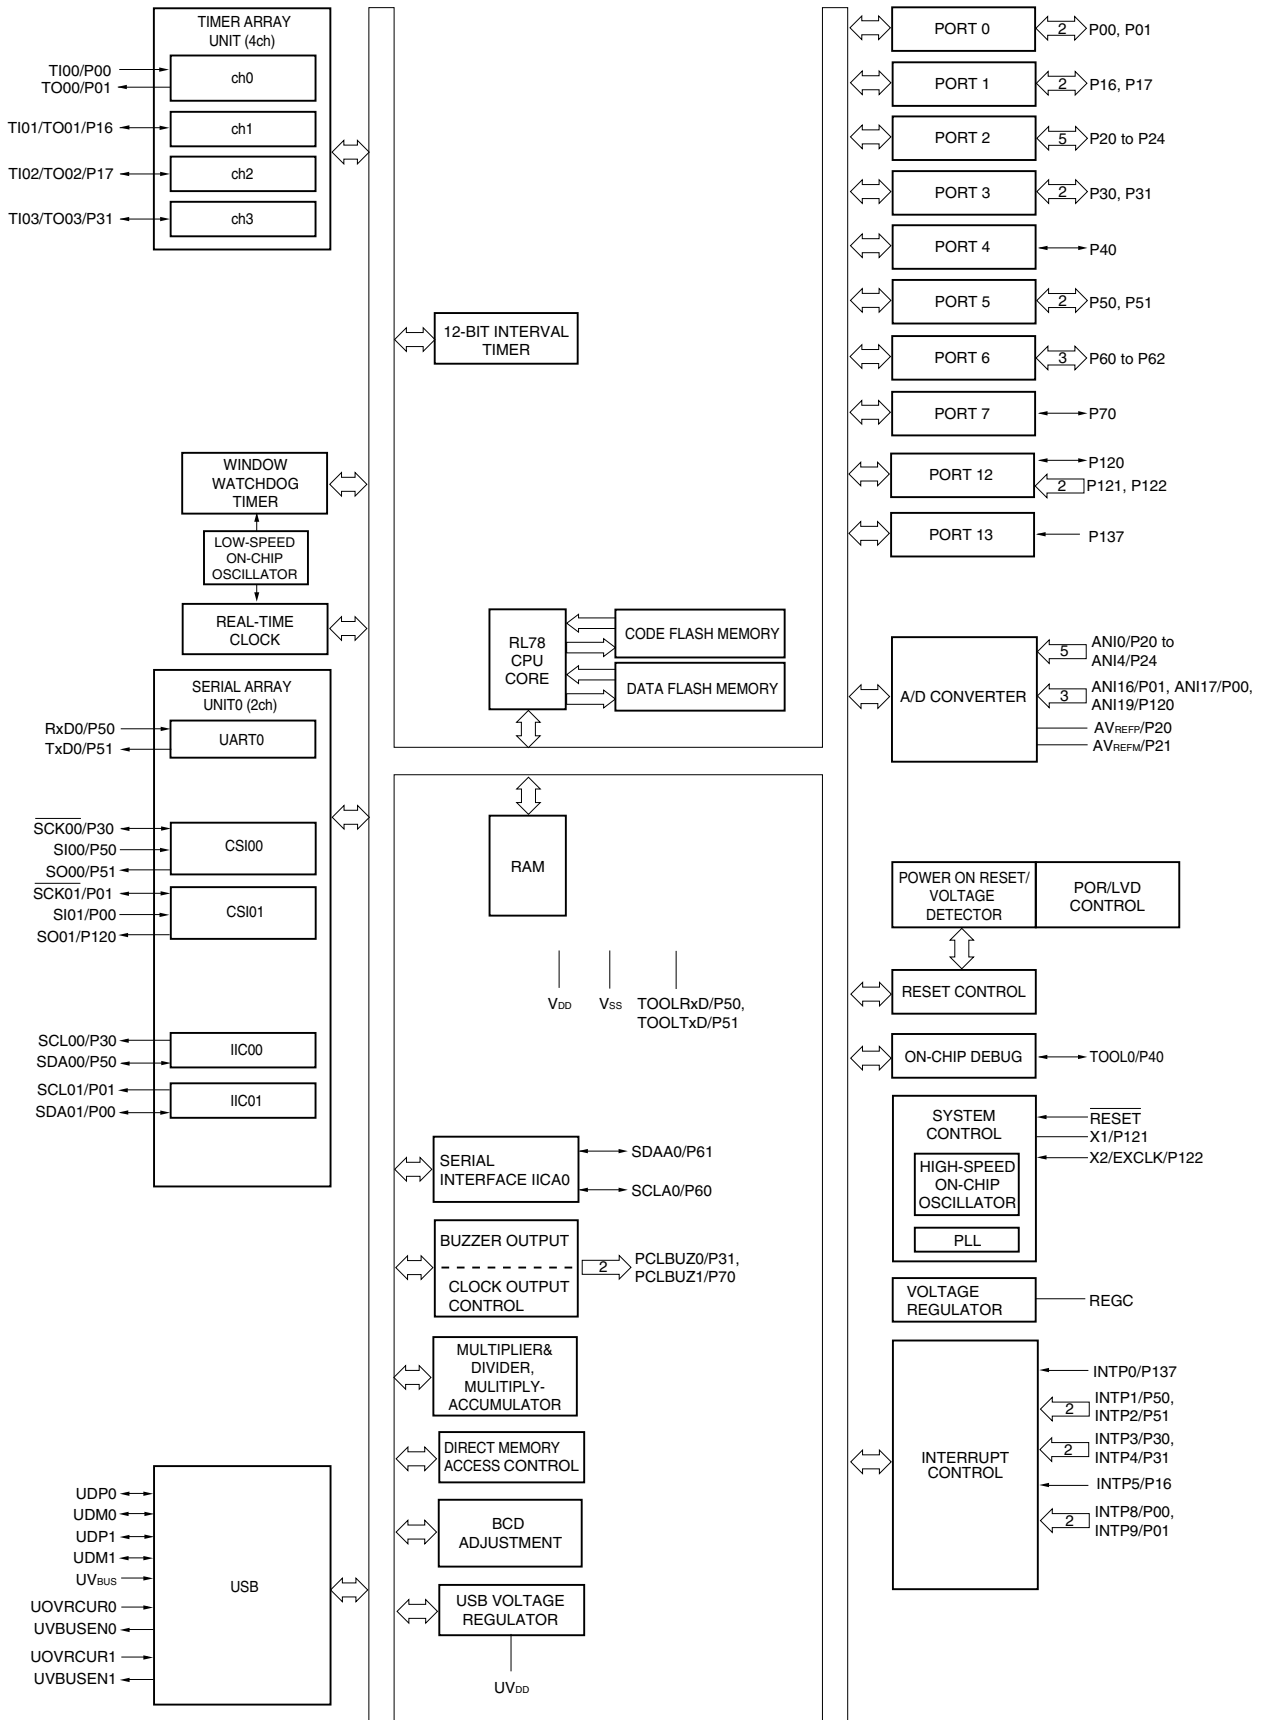 TIMER ARRAY
UNIT (4ch)
TI00/P00
TO00/P01
ch0
TI01/TO01/P16
ch1
TI02/TO02/P17
ch2
TI03/TO03/P31
ch3
12-BIT INTERVAL
TIMER
WINDOW
WATCHDOG
TIMER
LOW-SPEED
ON-CHIP
OSCILLATOR
REAL-TIME
CLOCK
RL78
CPU
CORE
CODE FLASH MEMORY
DATA FLASH MEMORY
SERIAL ARRAY
UNIT0 (2ch)
RxD0/P50
TxD0/P51
UART0
SCK00/P30
SI00/P50
SO00/P51
CSI00
SCK01/P01
SI01/P00
SO01/P120
CSI01
SCL00/P30
SDA00/P50
IIC00
SCL01/P01
SDA01/P00
IIC01
RAM
VDD
VSS
TOOLRxD/P50,
TOOLTxD/P51
SERIAL
INTERFACE IICA0
SDAA0/P61
SCLA0/P60
BUZZER OUTPUT
CLOCK OUTPUT
CONTROL
2
PCLBUZ0/P31,
PCLBUZ1/P70
MULTIPLIER&
DIVIDER,
MULITIPLY-
ACCUMULATOR
DIRECT MEMORY
ACCESS CONTROL
BCD
ADJUSTMENT
USB VOLTAGE
REGULATOR
UVDD
UDP0
UDM0
UDP1
UDM1
UVBUS
UOVRCUR0
UVBUSEN0
UOVRCUR1
UVBUSEN1
USB
PORT 0
2
P00, P01
PORT 1
2
P16, P17
PORT 2
5
P20 to P24
PORT 3
2
P30, P31
PORT 4
P40
PORT 5
2
P50, P51
PORT 6
3
P60 to P62
PORT 7
P70
PORT 12
P120
2
P121, P122
PORT 13
P137
A/D CONVERTER
5
ANI0/P20 to
ANI4/P24
3
ANI16/P01, ANI17/P00,
ANI19/P120
AVREFP/P20
AVREFM/P21
POWER ON RESET/
VOLTAGE
DETECTOR
POR/LVD
CONTROL
RESET CONTROL
ON-CHIP DEBUG
TOOL0/P40
SYSTEM
CONTROL
RESET
X1/P121
X2/EXCLK/P122
HIGH-SPEED
ON-CHIP
OSCILLATOR
PLL
VOLTAGE
REGULATOR
REGC
INTERRUPT
CONTROL
INTP0/P137
2
INTP1/P50,
INTP2/P51
2
INTP3/P30,
INTP4/P31
INTP5/P16
2
INTP8/P00,
INTP9/P01